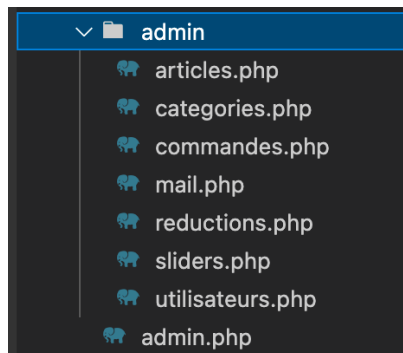 admin
articles.php
categories.php
commandes.php
mail.php
reductions.php
sliders.php
utilisateurs.php
admin.php